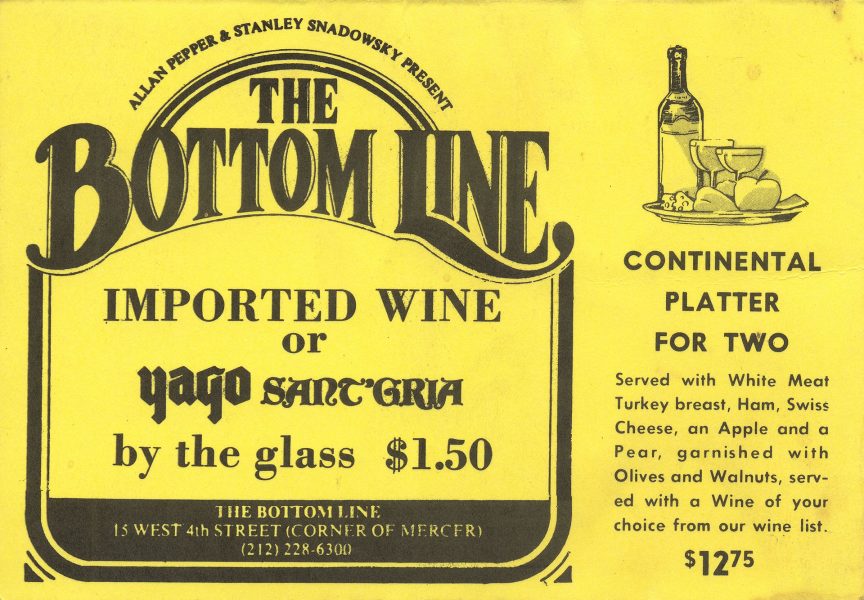 ALLAN PEPPER & STANLEY SNADOWSKY PRESENT
THE
BOTTOM LINE
IMPORTED WINE
or
yago SANT'GRIA
by the glass $1.50
THE BOTTOM LINE
15 WEST 4th STREET (CORNER OF MERCER)
(212) 228-6300
CONTINENTAL
PLATTER
FOR TWO
Served with White Meat
Turkey breast, Ham, Swiss
Cheese, an Apple and a
Pear, garnished with
Olives and Walnuts, serv-
ed with a Wine of your
choice from our wine list.
$1275